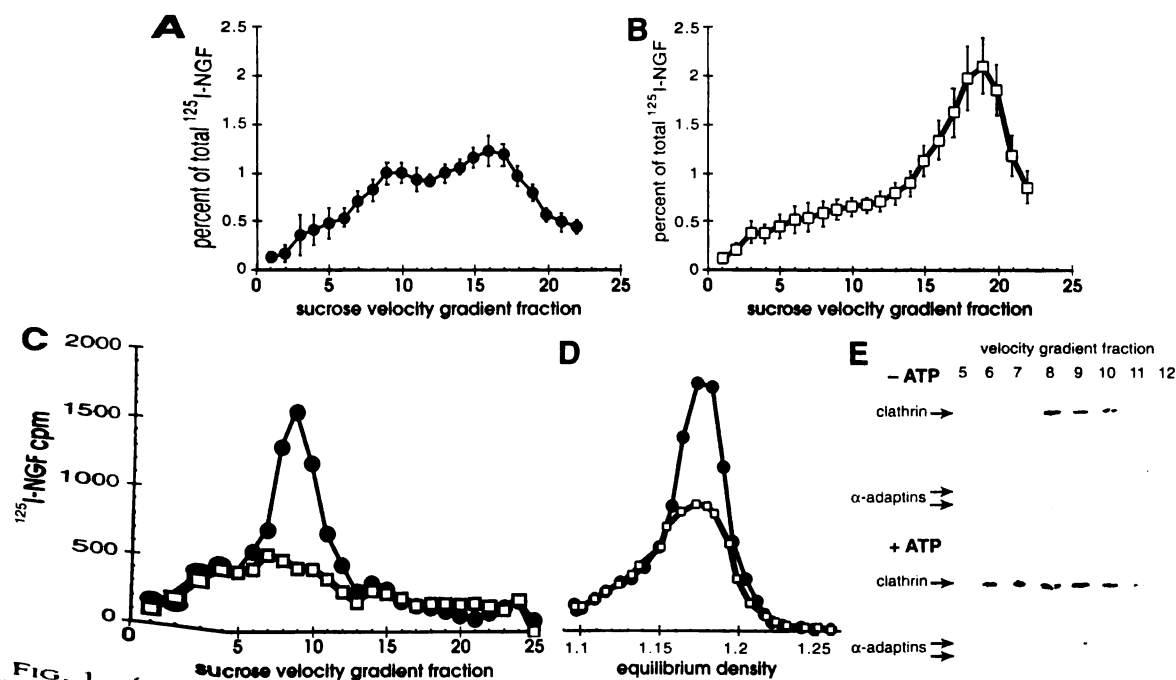 A
B
percent of total ¹²⁵I-NGF
2.5
2
1.5
1
0.5
0
0 5 10 15 20 25
sucrose velocity gradient fraction
percent of total ¹²⁵I-NGF
2.5
2
1.5
1
0.5
0
0 5 10 15 20 25
sucrose velocity gradient fraction
C
¹²⁵I-NGF cpm
2000
1500
1000
500
0
0 5 10 15 20 25
sucrose velocity gradient fraction
D
1.1 1.15 1.2 1.25
equilibrium density
E
velocity gradient fraction
– ATP 5 6 7 8 9 10 11 12
clathrin
α-adaptins
+ ATP
clathrin
α-adaptins
FIG. 1